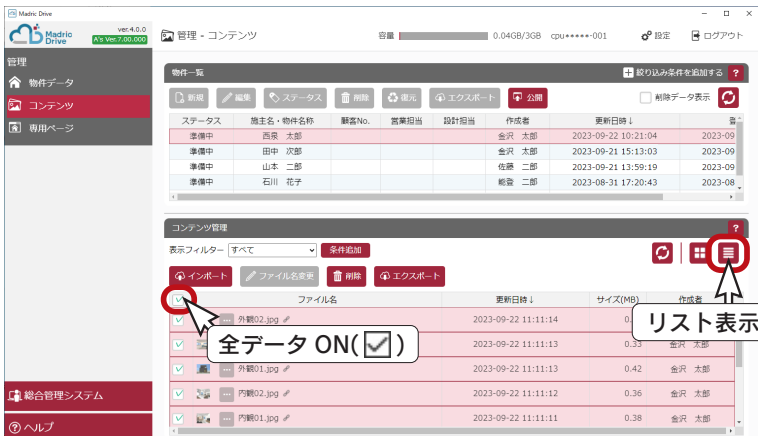 Madric Drive
Madric Drive
ver.4.0.0
A's Ver.7.00.000
管理 - コンテンツ
容量
0.04GB/3GB
cpu*****-001
設定
ログアウト
管理
物件データ
コンテンツ
専用ページ
総合管理システム
ヘルプ
物件一覧
絞り込み条件を追加する
?
新規
編集
ステータス
削除
復元
エクスポート
公開
削除データ表示
ステータス 施主名・物件名称 顧客No. 営業担当 設計担当 作成者 更新日時↓
準備中 西泉 太郎 金沢 太郎 2023-09-22 10:21:04 2023-09
準備中 田中 次郎 金沢 太郎 2023-09-21 15:13:03 2023-09
準備中 山本 二郎 佐藤 二郎 2023-09-21 13:59:19 2023-09
準備中 石川 花子 能登 二郎 2023-08-31 17:20:43 2023-08
コンテンツ管理
?
表示フィルター すべて 条件追加
インポート
ファイル名変更
削除
エクスポート
ファイル名 更新日時↓ サイズ(MB) 作成者
外観02.jpg 2023-09-22 11:11:14
2023-09-22 11:11:13 0.33 金沢 太郎
外観01.jpg 2023-09-22 11:11:13 0.42 金沢 太郎
内観02.jpg 2023-09-22 11:11:12 0.36 金沢 太郎
内観01.jpg 2023-09-22 11:11:11 0.38 金沢 太郎
リスト表示
全データ ON(☑)